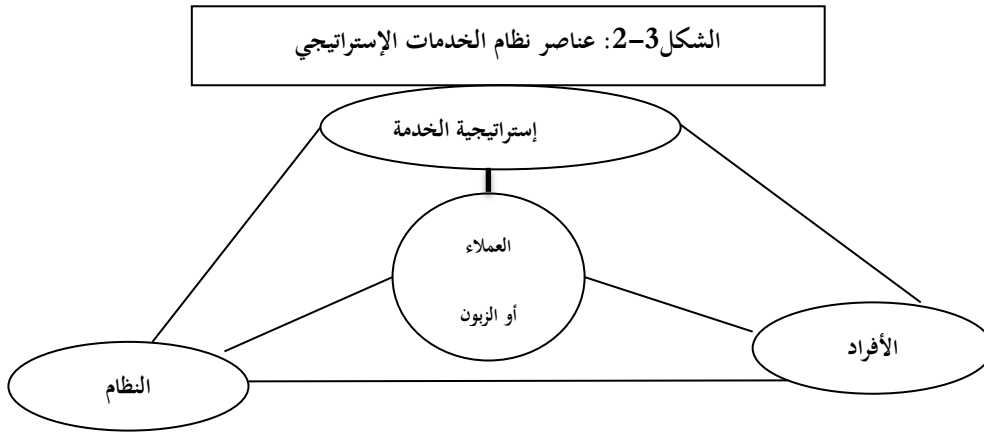 الشكل3-2: عناصر نظام الخدمات الإستراتيجي
إستراتيجية الخدمة
العملاء
أو الزبون
الأفراد
النظام